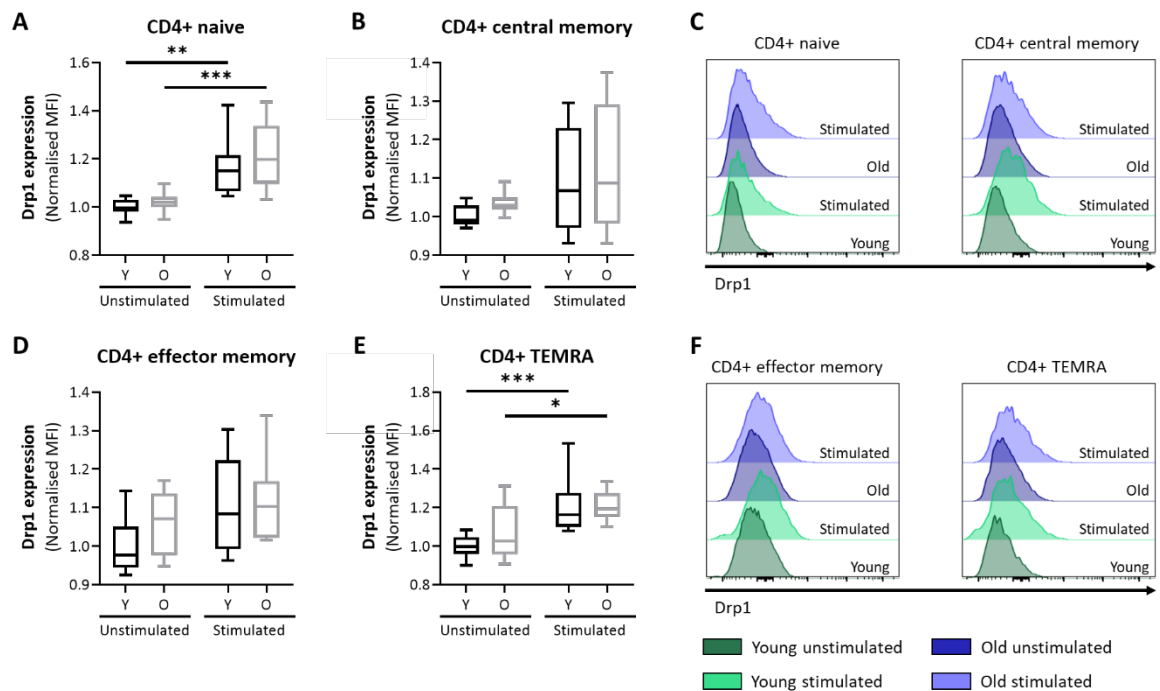 A
CD4+ naive
Drp1 expression
(Normalised MFI)
1.6
1.4
1.2
1.0
0.8
**
***
Y O Y O
Unstimulated Stimulated
B
CD4+ central memory
Drp1 expression
(Normalised MFI)
1.4
1.3
1.2
1.1
1.0
0.9
Y O Y O
Unstimulated Stimulated
C
CD4+ naive
Stimulated
Old
Stimulated
Young
CD4+ central memory
Stimulated
Old
Stimulated
Young
Drp1
D
CD4+ effector memory
Drp1 expression
(Normalised MFI)
1.4
1.3
1.2
1.1
1.0
0.9
Y O Y O
Unstimulated Stimulated
E
CD4+ TEMRA
Drp1 expression
(Normalised MFI)
1.8
1.6
1.4
1.2
1.0
0.8
***
*
Y O Y O
Unstimulated Stimulated
F
CD4+ effector memory
Stimulated
Old
Stimulated
Young
CD4+ TEMRA
Stimulated
Old
Stimulated
Young
Drp1
Young unstimulated
Old unstimulated
Young stimulated
Old stimulated